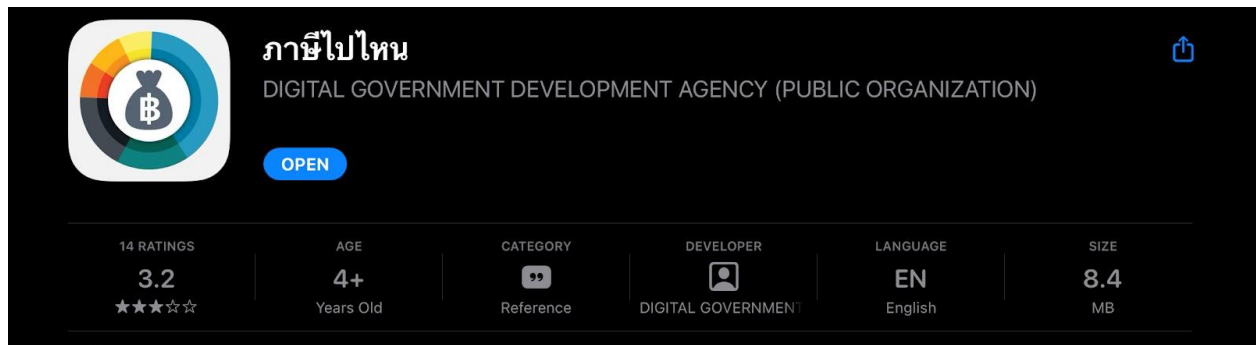 ภาษีไปไหน
DIGITAL GOVERNMENT DEVELOPMENT AGENCY (PUBLIC ORGANIZATION)
OPEN
14 RATINGS
3.2
★★★☆☆
AGE
4+
Years Old
CATEGORY
Reference
DEVELOPER
DIGITAL GOVERNMENT
LANGUAGE
EN
English
SIZE
8.4
MB